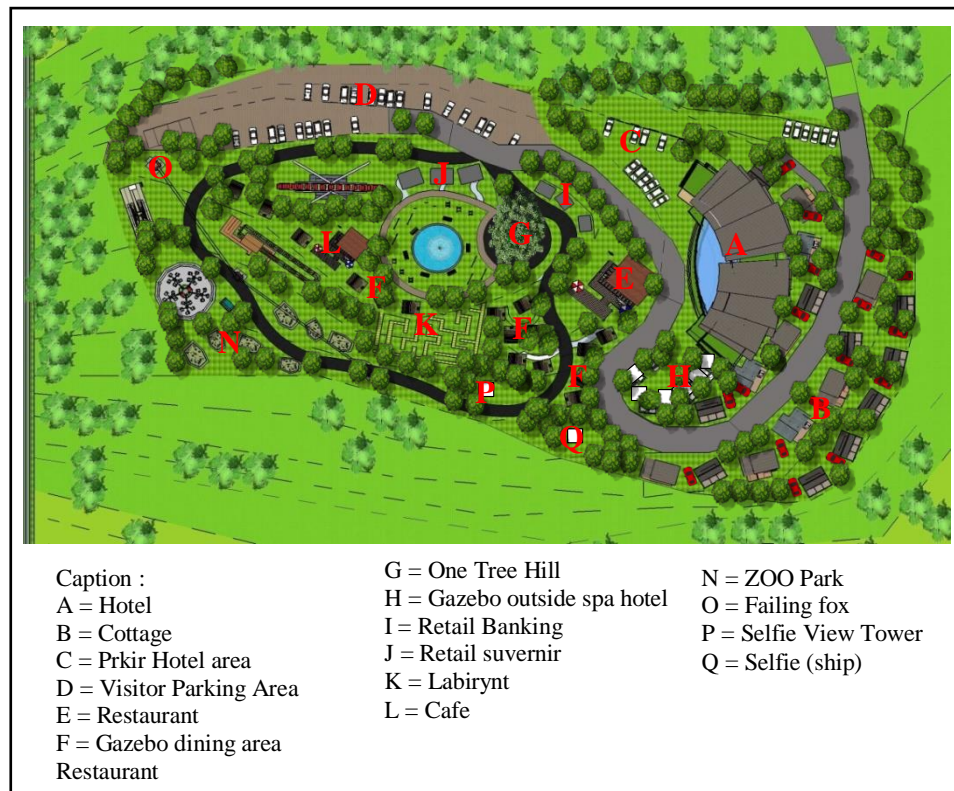 D
C
O
J
I
G
A
L
E
F
K
F
N
F
H
P
B
Q
Caption :
A = Hotel
B = Cottage
C = Prkir Hotel area
D = Visitor Parking Area
E = Restaurant
F = Gazebo dining area
Restaurant
G = One Tree Hill
H = Gazebo outside spa hotel
I = Retail Banking
J = Retail suvernir
K = Labirynt
L = Cafe
N = ZOO Park
O = Failing fox
P = Selfie View Tower
Q = Selfie (ship)